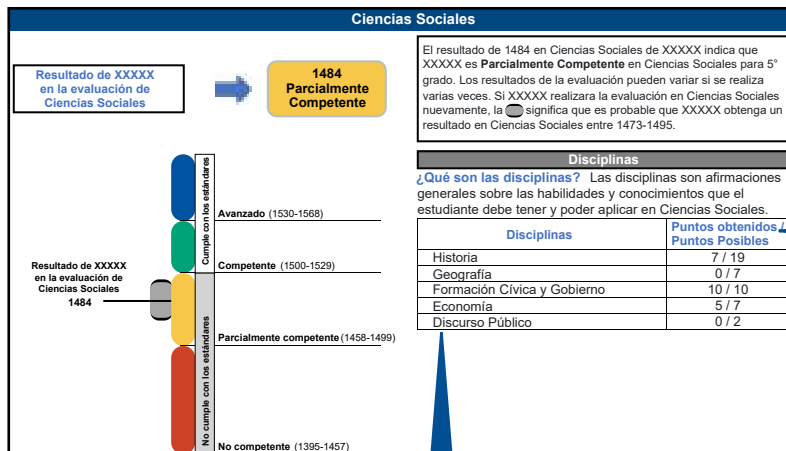 Ciencias Sociales
Resultado de XXXXX
en la evaluación de
Ciencias Sociales
1484
Parcialmente
Competente
El resultado de 1484 en Ciencias Sociales de XXXXX indica que
XXXXX es Parcialmente Competente en Ciencias Sociales para 5°
grado. Los resultados de la evaluación pueden variar si se realiza
varias veces. Si XXXXX realizara la evaluación en Ciencias Sociales
nuevamente, la significa que es probable que XXXXX obtenga un
resultado en Ciencias Sociales entre 1473-1495.
Disciplinas
¿Qué son las disciplinas? Las disciplinas son afirmaciones
generales sobre las habilidades y conocimientos que el
estudiante debe tener y poder aplicar en Ciencias Sociales.
Disciplinas
Puntos obtenidos /
Puntos Posibles
Historia 7 / 19
Geografía 0 / 7
Formación Cívica y Gobierno 10 / 10
Economía 5 / 7
Discurso Público 0 / 2
Cumple con los estándares
Avanzado (1530-1568)
Competente (1500-1529)
Resultado de XXXXX
en la evaluación de
Ciencias Sociales
1484
No cumple con los estándares
Parcialmente competente (1458-1499)
No competente (1395-1457)